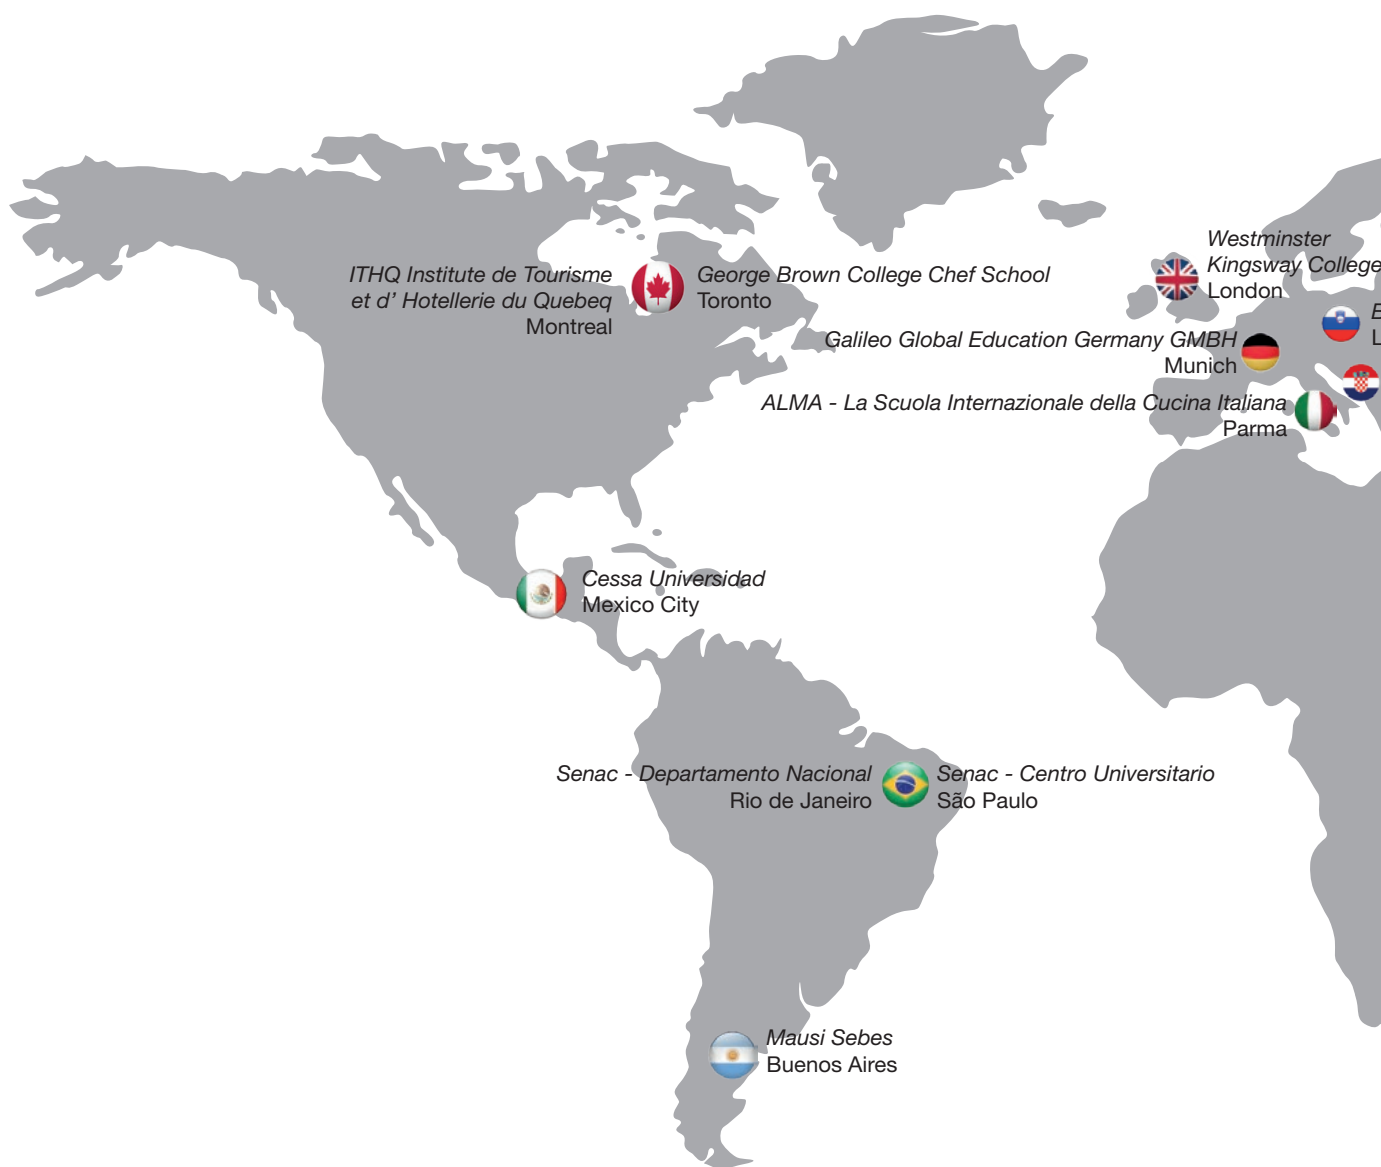 ITHQ Institute de Tourisme
et d’ Hotellerie du Quebeq
Montreal
George Brown College Chef School
Toronto
Westminster
Kingsway College
London
Galileo Global Education Germany GMBH
Munich
ALMA - La Scuola Internazionale della Cucina Italiana
Parma
Cessa Universidad
Mexico City
Senac - Departamento Nacional
Rio de Janeiro
Senac - Centro Universitario
São Paulo
Mausi Sebes
Buenos Aires